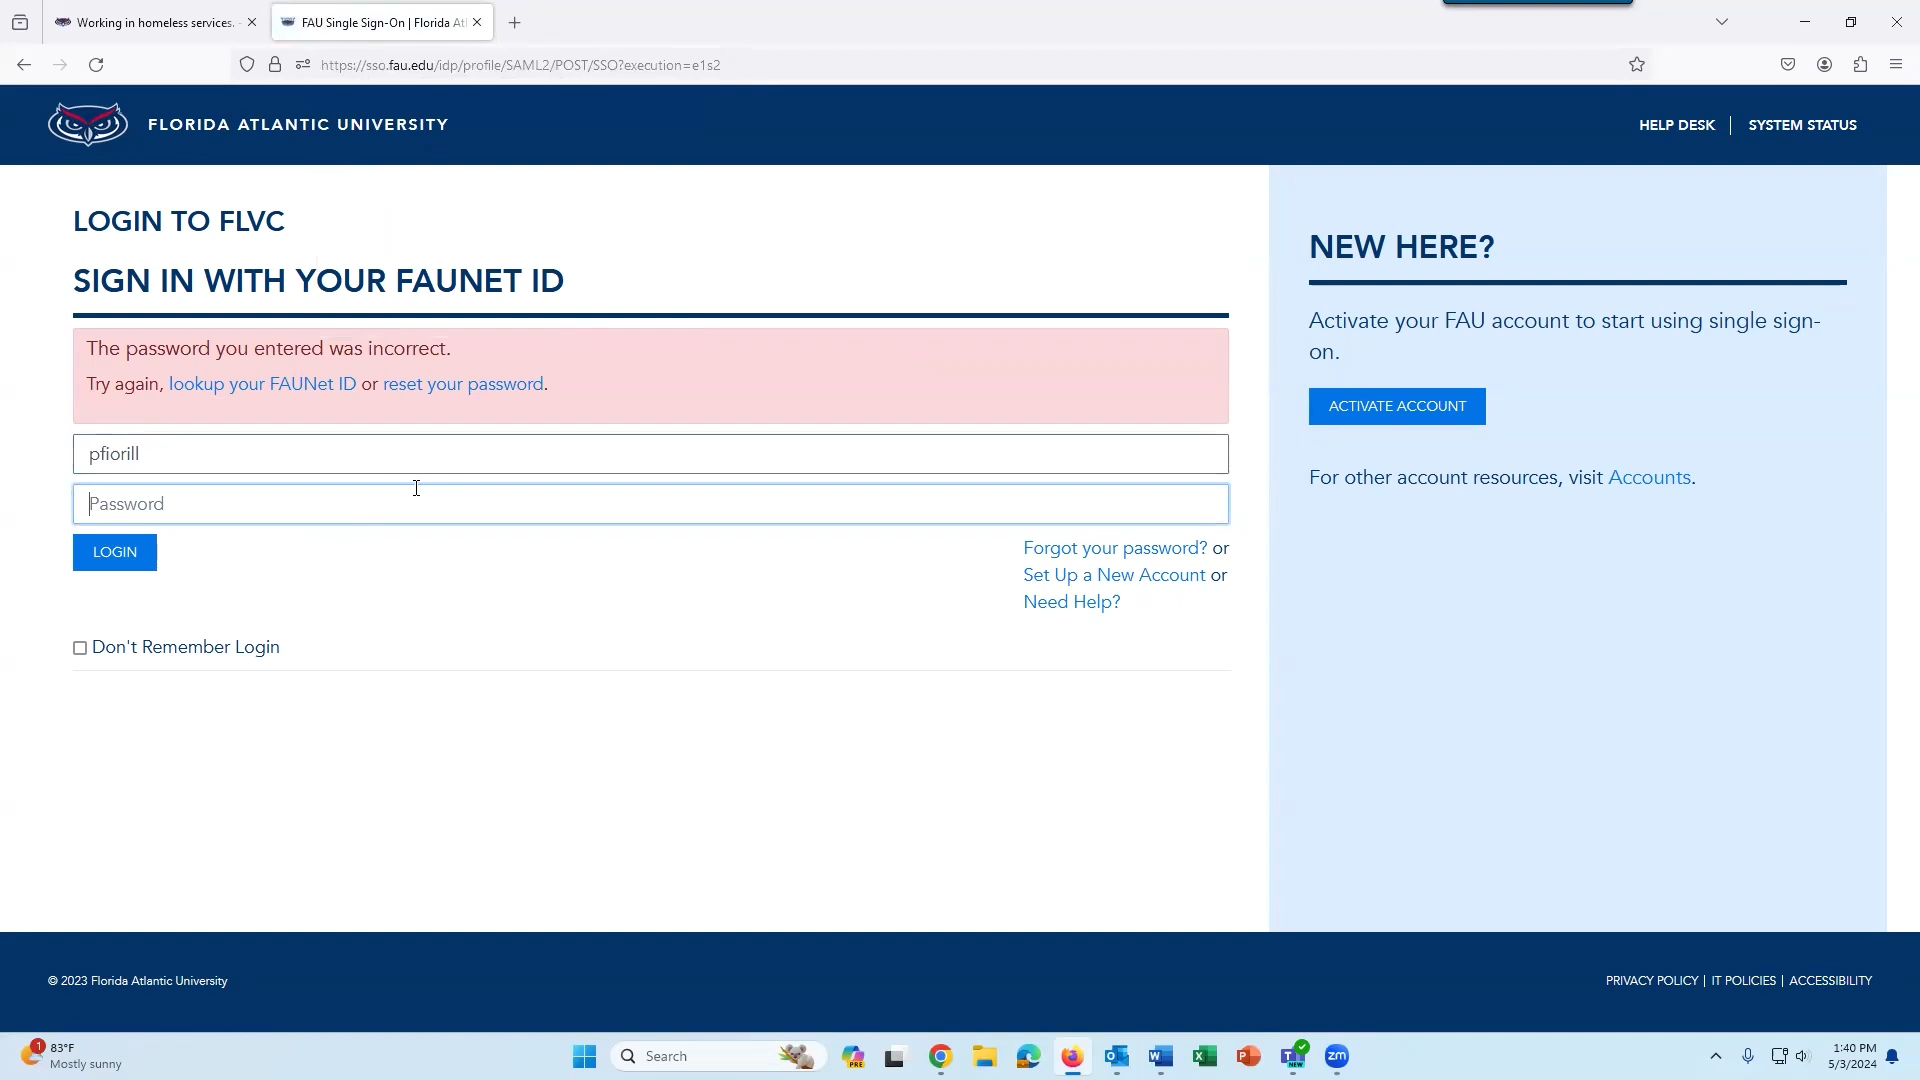 Working in homeless services. -
FAU Single Sign-On | Florida Atl
https://sso.fau.edu/idp/profile/SAML2/POST/SSO?execution=e1s2
FLORIDA ATLANTIC UNIVERSITY
HELP DESK
SYSTEM STATUS
LOGIN TO FLVC
SIGN IN WITH YOUR FAUNET ID
The password you entered was incorrect.
Try again, lookup your FAUNet ID or reset your password.
pfiorill
Password
LOGIN
Forgot your password? or
Set Up a New Account or
Need Help?
Don't Remember Login
NEW HERE?
Activate your FAU account to start using single sign-
on.
ACTIVATE ACCOUNT
For other account resources, visit Accounts.
© 2023 Florida Atlantic University
PRIVACY POLICY | IT POLICIES | ACCESSIBILITY
1
83°F
Mostly sunny
Search
PRE
NEW
zm
1:40 PM
5/3/2024